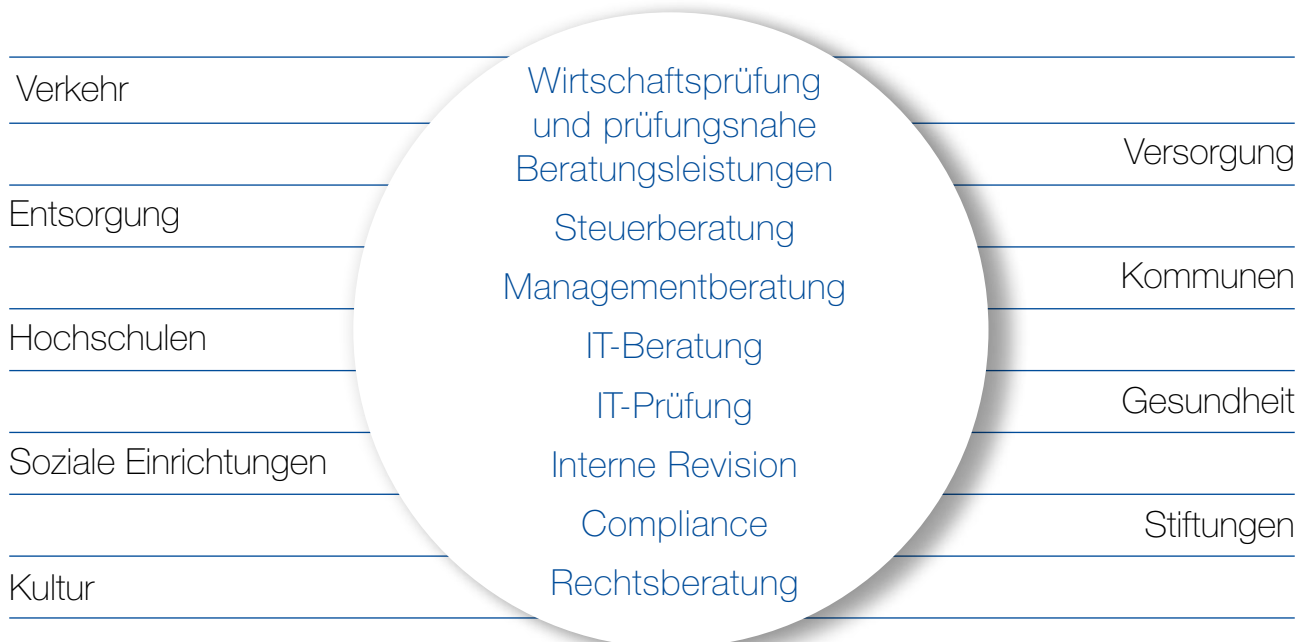 Verkehr
Entsorgung
Hochschulen
Soziale Einrichtungen
Kultur
Wirtschaftsprüfung
und prüfungsnahe
Beratungsleistungen
Steuerberatung
Managementberatung
IT-Beratung
IT-Prüfung
Interne Revision
Compliance
Rechtsberatung
Versorgung
Kommunen
Gesundheit
Stiftungen